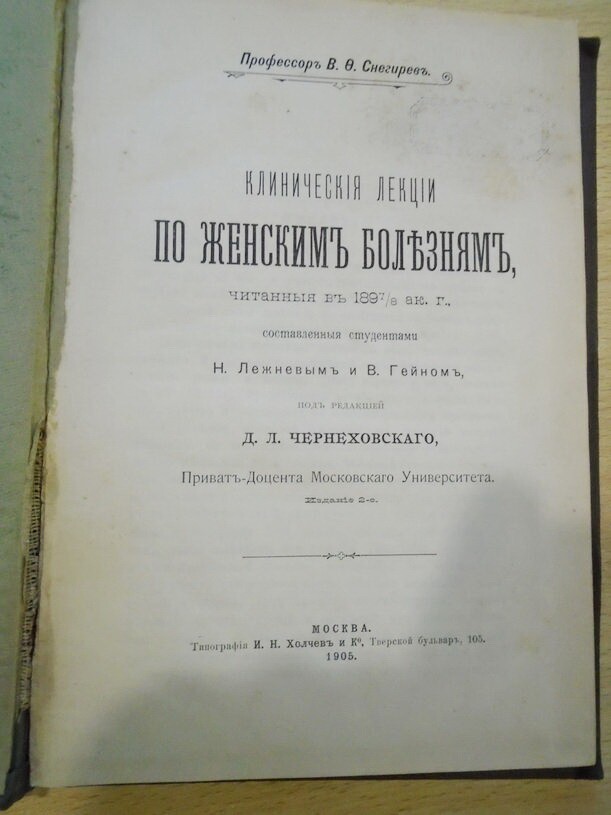 Профессоръ В. Ѳ. Снегиревъ.
КЛИНИЧЕСКІЯ ЛЕКЦІИ
ПО ЖЕНСКИМЪ БОЛѢЗНЯМЪ,
читанныя въ 1897/8 ак. г.,
составленныя студентами
Н. Лежневымъ и В. Гейномъ,
ПОДЪ РЕДАКЦІЕЙ
Д. Л. ЧЕРНЕХОВСКАГО,
Приватъ-Доцента Московскаго Университета.
Изданіе 2-е.
МОСКВА.
Типографія И. Н. Холчевъ и Ко, Тверской бульваръ, 105.
1905.